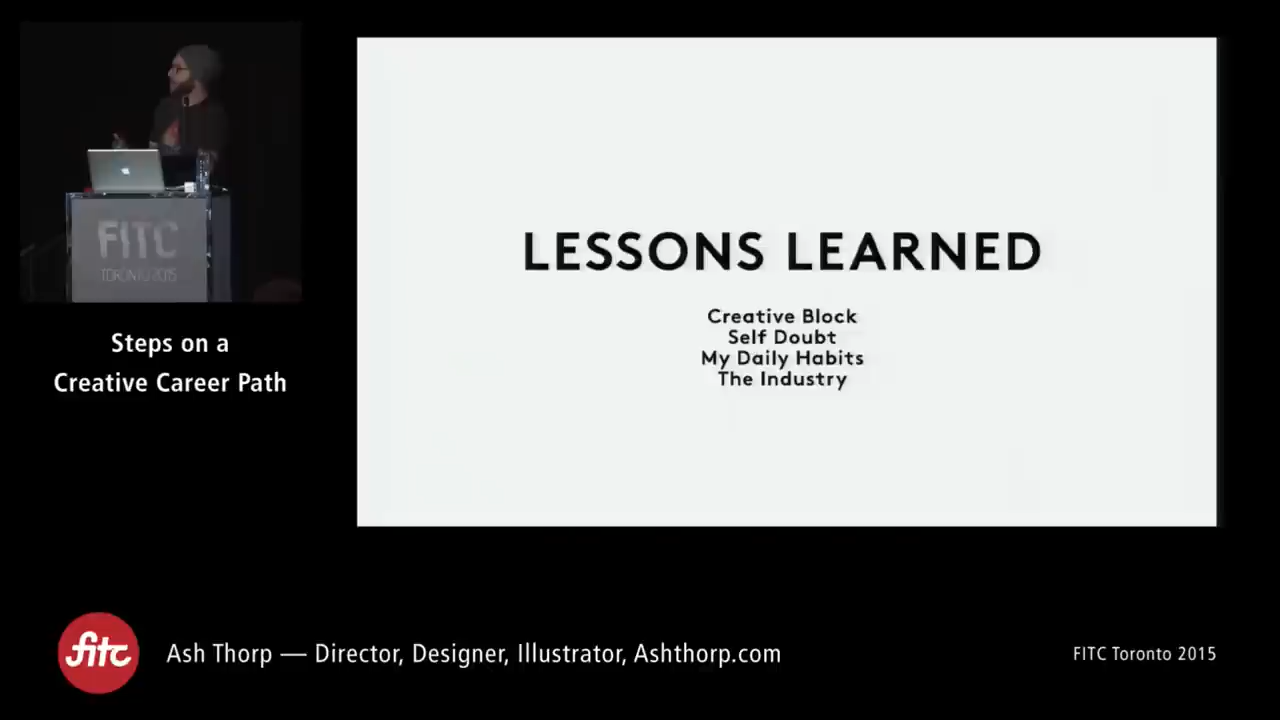 FITC
TORONTO 2015
Steps on a
Creative Career Path
LESSONS LEARNED
Creative Block
Self Doubt
My Daily Habits
The Industry
fitc
Ash Thorp — Director, Designer, Illustrator, Ashthorp.com
FITC Toronto 2015